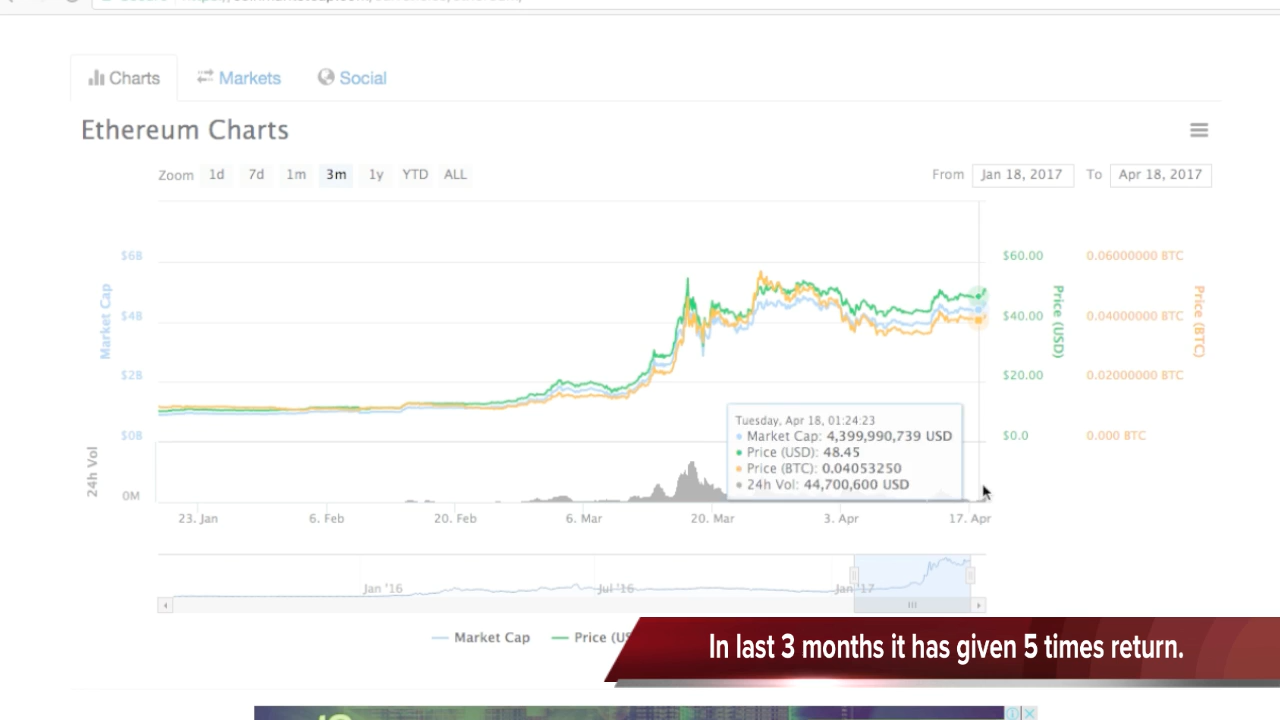 Charts Markets Social
Ethereum Charts
Zoom 1d 7d 1m 3m 1y YTD ALL From Jan 18, 2017 To Apr 18, 2017
$6B $60.00 0.06000000 BTC
$4B $40.00 0.04000000 BTC
$2B $20.00 0.02000000 BTC
$0B $0.0 0.000 BTC
Market Cap
Price (USD)
Price (BTC)
24h Vol
0M
Tuesday, Apr 18, 01:24:23
Market Cap: 4,399,990,739 USD
Price (USD): 48.45
Price (BTC): 0.04053250
24h Vol: 44,700,600 USD
23. Jan 6. Feb 20. Feb 6. Mar 20. Mar 3. Apr 17. Apr
Jan '16 Jul '16 Jan '17
Market Cap Price (US
In last 3 months it has given 5 times return.